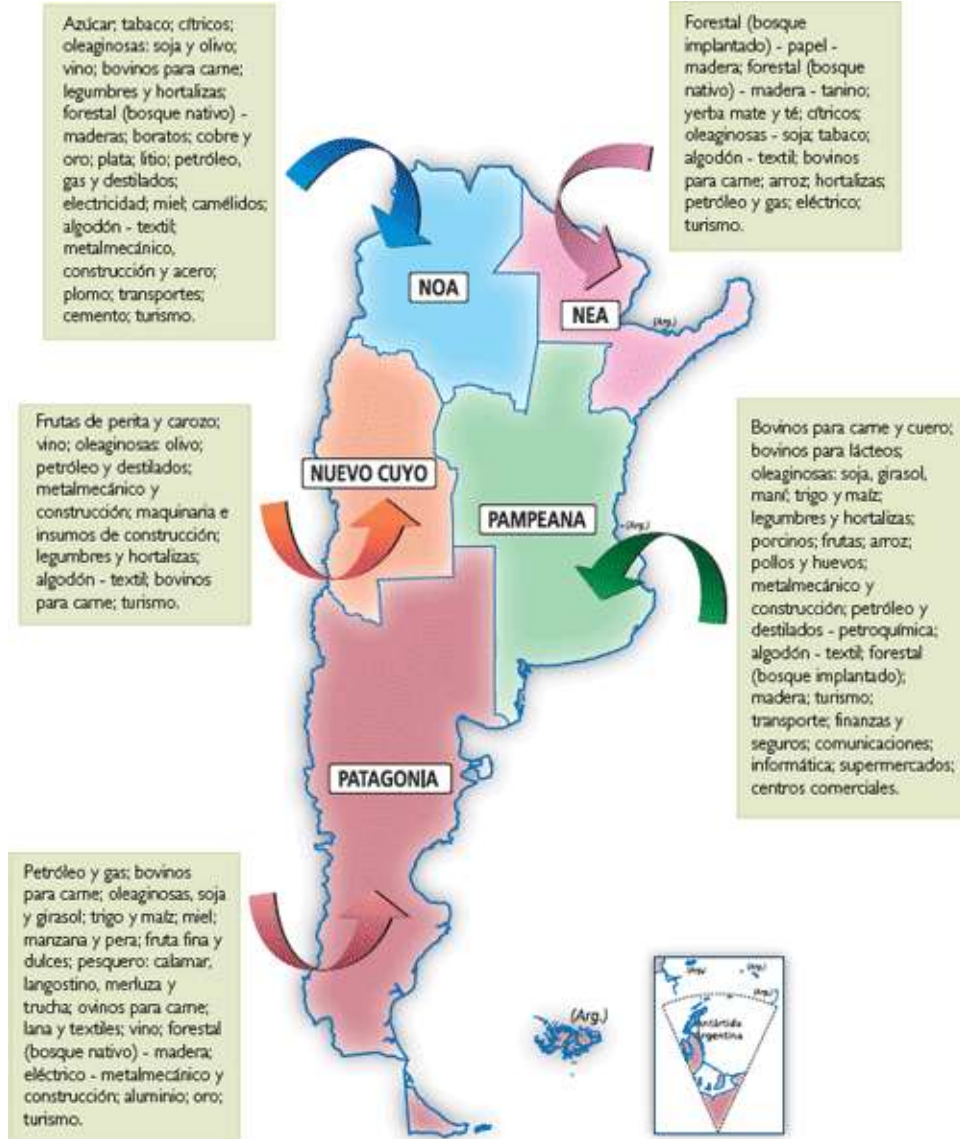 Azúcar; tabaco; cítricos;
oleaginosas: soja y olivo;
vino; bovinos para carne;
legumbres y hortalizas;
forestal (bosque nativo) -
maderas; boratos; cobre y
oro; plata; litio; petróleo,
gas y destilados;
electricidad; miel; camélidos;
algodón - textil;
metalmecánico,
construcción y acero;
plomo; transportes;
cemento; turismo.
Forestal (bosque
implantado) - papel -
madera; forestal (bosque
nativo) - madera - tanino;
yerba mate y té; cítricos;
oleaginosas - soja; tabaco;
algodón - textil; bovinos
para carne; arroz; hortalizas;
petróleo y gas; eléctrico;
turismo.
NOA
NEA
(Arg.)
Frutas de perita y carozo;
vino; oleaginosas: olivo;
petróleo y destilados;
metalmecánico y
construcción; maquinaria e
insumos de construcción;
legumbres y hortalizas;
algodón - textil; bovinos
para carne; turismo.
NUEVO CUYO
PAMPEANA
(Arg.)
Bovinos para carne y cuero;
bovinos para lácteos;
oleaginosas: soja, girasol,
maní; trigo y maíz;
legumbres y hortalizas;
porcinos; frutas; arroz;
pollos y huevos;
metalmecánico y
construcción; petróleo y
destilados - petroquímica;
algodón - textil; forestal
(bosque implantado);
madera; turismo;
transporte; finanzas y
seguros; comunicaciones;
informática; supermercados;
centros comerciales.
PATAGONIA
Petróleo y gas; bovinos
para carne; oleaginosas, soja
y girasol; trigo y maíz; miel;
manzana y pera; fruta fina y
dulces; pesquero: calamar,
langostino, merluza y
trucha; ovinos para carne;
lana y textiles; vino; forestal
(bosque nativo) - madera;
eléctrico - metalmecánico y
construcción; aluminio; oro;
turismo.
(Arg.)
(Arg.)
(Arg.)
(Arg.)
Antártida
Argentina